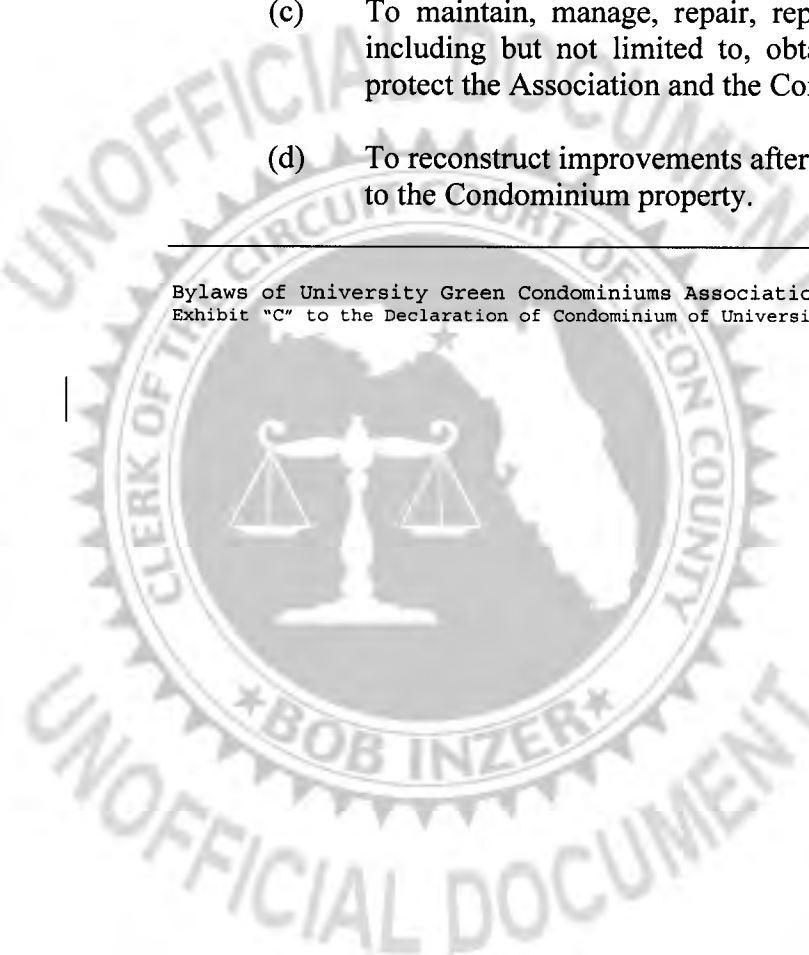 (c) To maintain, manage, repair, rep
including but not limited to, obta
protect the Association and the Co
(d) To reconstruct improvements after
to the Condominium property.
Bylaws of University Green Condominiums Associatio
Exhibit "C" to the Declaration of Condominium of Universi
UNOFFICIAL DOCUMENT
CLERK OF THE CIRCUIT COURT OF LEON COUNTY
★BOB INZER★
UNOFFICIAL DOCUMENT